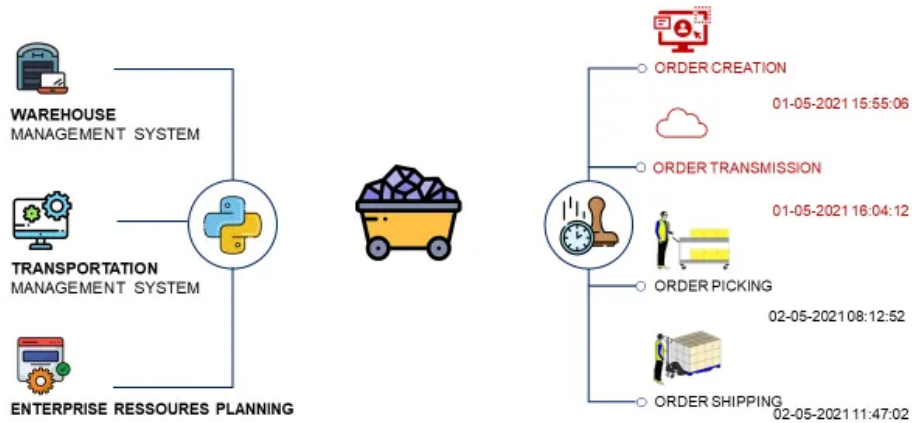 WAREHOUSE
MANAGEMENT SYSTEM
TRANSPORTATION
MANAGEMENT SYSTEM
ENTERPRISE RESSOURES PLANNING
ORDER CREATION
01-05-2021 15:55:06
ORDER TRANSMISSION
01-05-2021 16:04:12
ORDER PICKING
02-05-2021 08:12:52
ORDER SHIPPING
02-05-2021 11:47:02